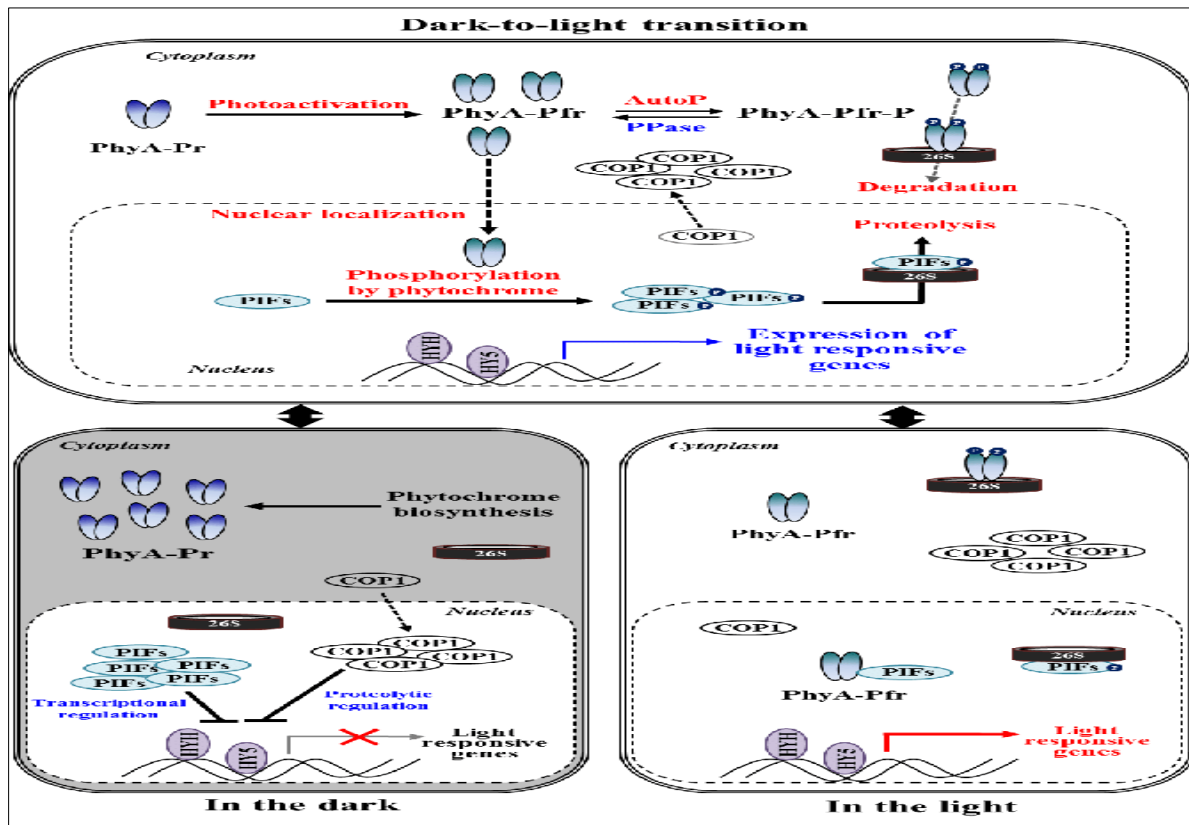 Dark-to-light transition
Cytoplasm
PhyA-Pr
Photoactivation
PhyA-Pfr
AutoP
PPase
PhyA-Pfr-P
P P
P P
26S
Degradation
COP1
COP1 COP1
COP1
COP1
Nuclear localization
Proteolysis
PIFs P
26S
PIFs
Phosphorylation
by phytochrome
PIFs P
PIFs P
PIFs P
HYH
HY5
Expression of
light responsive
genes
Nucleus
Cytoplasm
PhyA-Pr
Phytochrome
biosynthesis
26S
COP1
Nucleus
26S
PIFs
PIFs
PIFs
PIFs
PIFs
COP1
COP1 COP1
COP1
Transcriptional
regulation
Proteolytic
regulation
HYH
HY5
Light
responsive
genes
In the dark
Cytoplasm
P P
26S
PhyA-Pfr
COP1
COP1 COP1
COP1
Nucleus
COP1
PIFs
PhyA-Pfr
26S
PIFs P
HYH
HY5
Light
responsive
genes
In the light